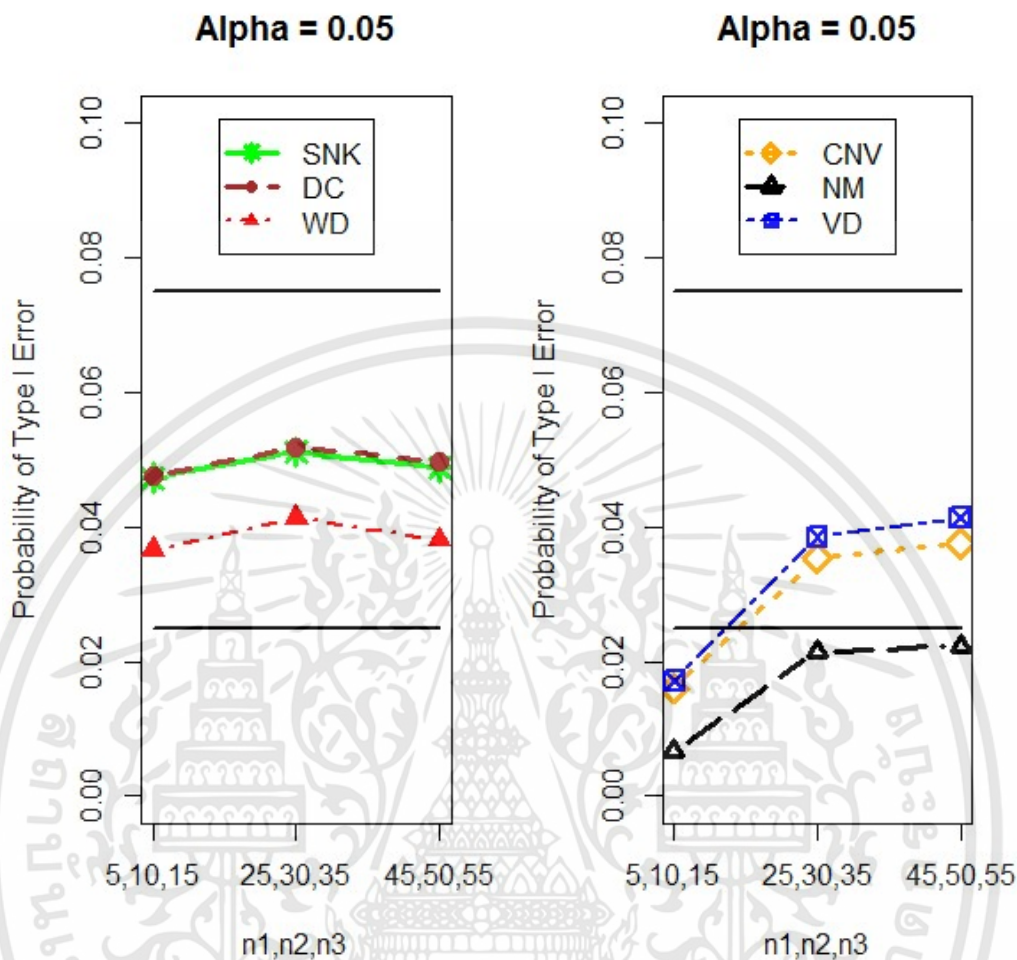 Alpha = 0.05
Probability of Type I Error
0.10
0.08
0.06
0.04
0.02
0.00
SNK
DC
WD
5,10,15
25,30,35
45,50,55
n1,n2,n3
Alpha = 0.05
Probability of Type I Error
0.10
0.08
0.06
0.04
0.02
0.00
CNV
NM
VD
5,10,15
25,30,35
45,50,55
n1,n2,n3